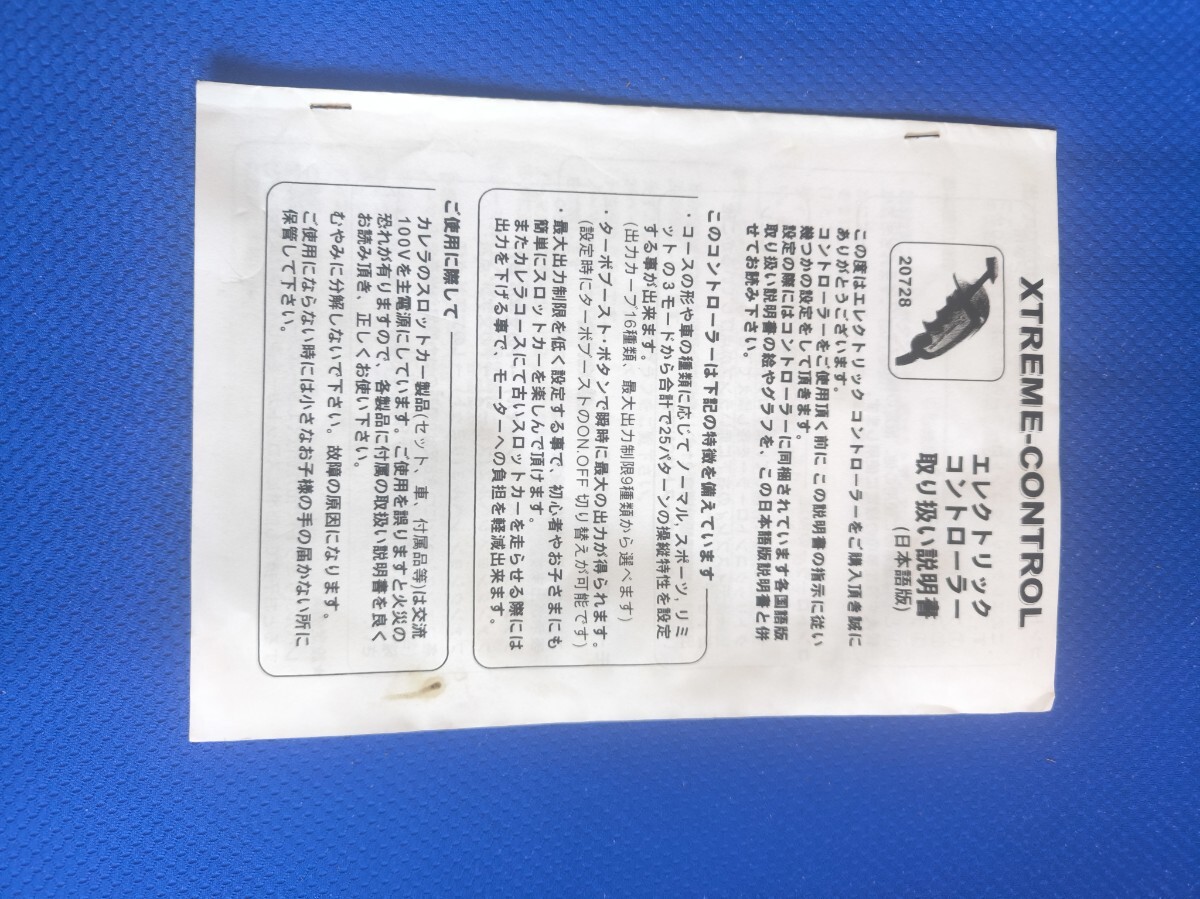 XTREME-CONTROL
エレクトリック
コントローラー
取り扱い説明書
(日本語版)
20728
この度はエレクトリック コントローラーをご購入頂き誠に
ありがとうございます。
コントローラーをご使用頂く前に この説明書の指示に従い
幾つかの設定をして頂きます。
設定の際にはコントローラーに同梱されています各国語版
取り扱い説明書の絵やグラフを、この日本語版説明書と併
せてお読み下さい。
このコントローラーは下記の特徴を備えています
・コースの形や車の種類に応じて ノーマル,スポーツ,リミ
ットの3モードから合計で25パターンの操縦特性を設定
する事が出来ます。
(出力カーブ16種類、最大出力制限9種類から選べます)
・ターボブースト・ボタンで瞬時に最大の出力が得られます。
(設定時にターボブーストのON.OFF 切り替えが可能です)
・最大出力制限を低く設定する事で、初心者やお子さまにも
簡単にスロットカーを楽しんで頂けます。
またカレラコースにて古いスロットカーを走らせる際には
出力を下げる事で、モーターへの負担を軽減出来ます。
ご使用に際して
カレラのスロットカー製品(セット、車、付属品等)は交流
100Vを主電源にしています。ご使用を誤りますと火災の
恐れが有りますので、各製品に付属の取扱い説明書を良く
お読み頂き、正しくお使い下さい。
むやみに分解しないで下さい。故障の原因になります。
ご使用にならない時には小さなお子様の手の届かない所に
保管して下さい。